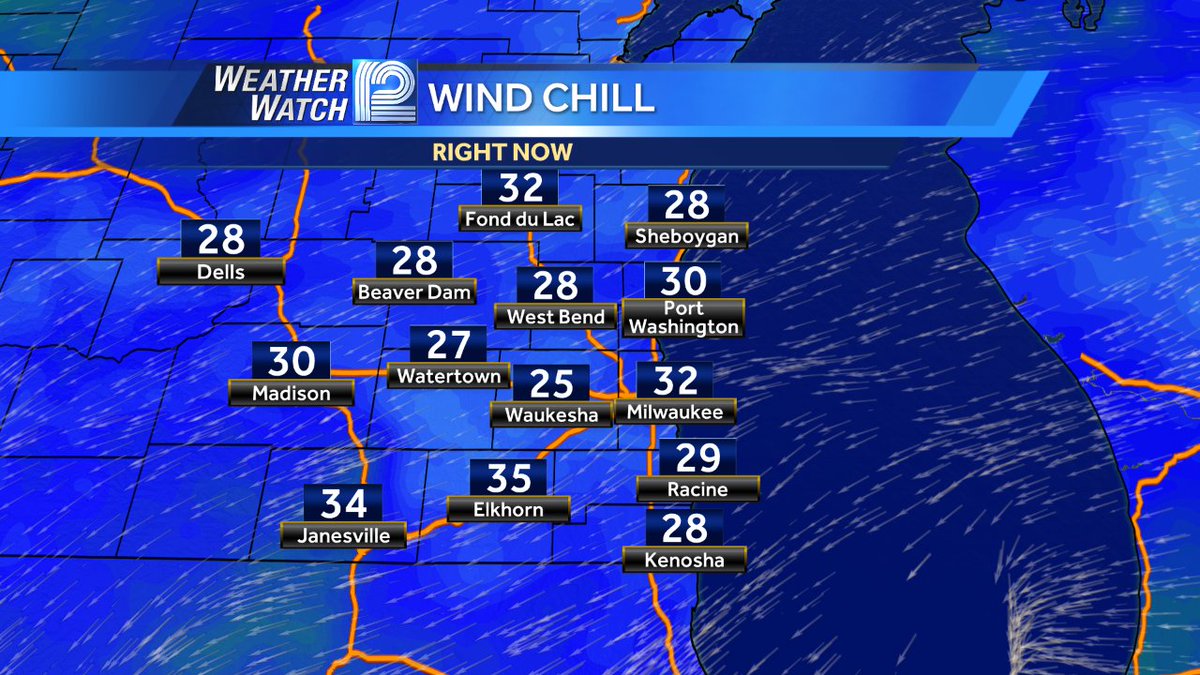 WEATHER
WATCH 12 WIND CHILL
RIGHT NOW
32
Fond du Lac
28
Sheboygan
28
Dells
28
Beaver Dam
28
West Bend
30
Port
Washington
30
Madison
27
Watertown
25
Waukesha
32
Milwaukee
29
Racine
35
Elkhorn
34
Janesville
28
Kenosha